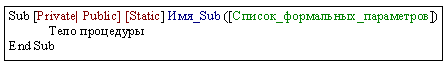 Sub [Private| Public] [Static] Имя_Sub ([Список_формальных_параметров])
Тело процедуры
End Sub